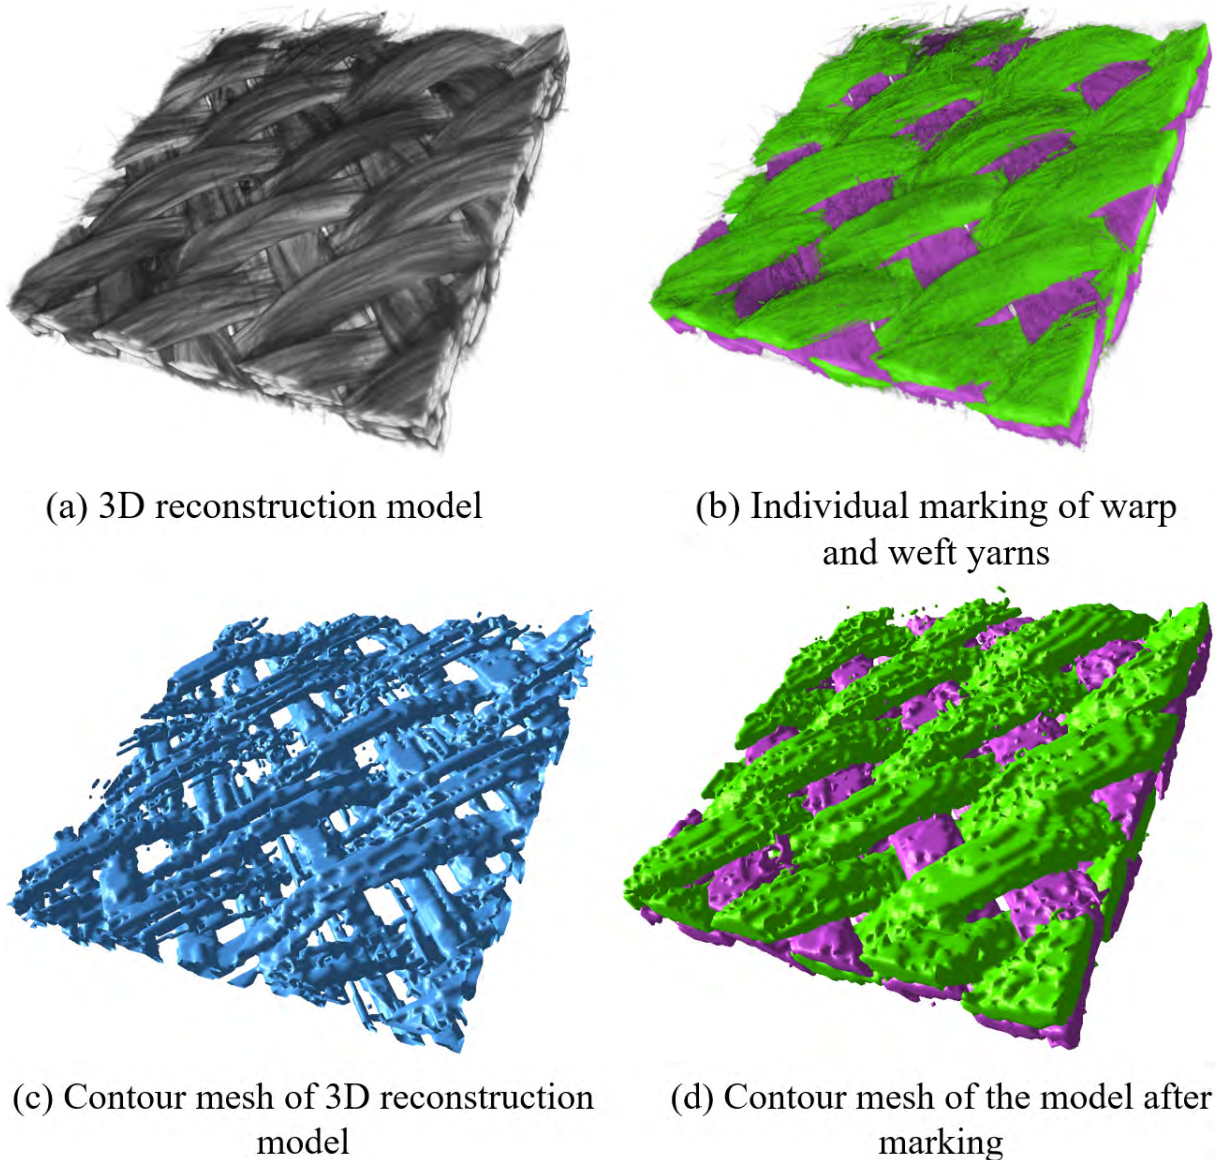 (a) 3D reconstruction model
(b) Individual marking of warp
and weft yarns
(c) Contour mesh of 3D reconstruction
model
(d) Contour mesh of the model after
marking